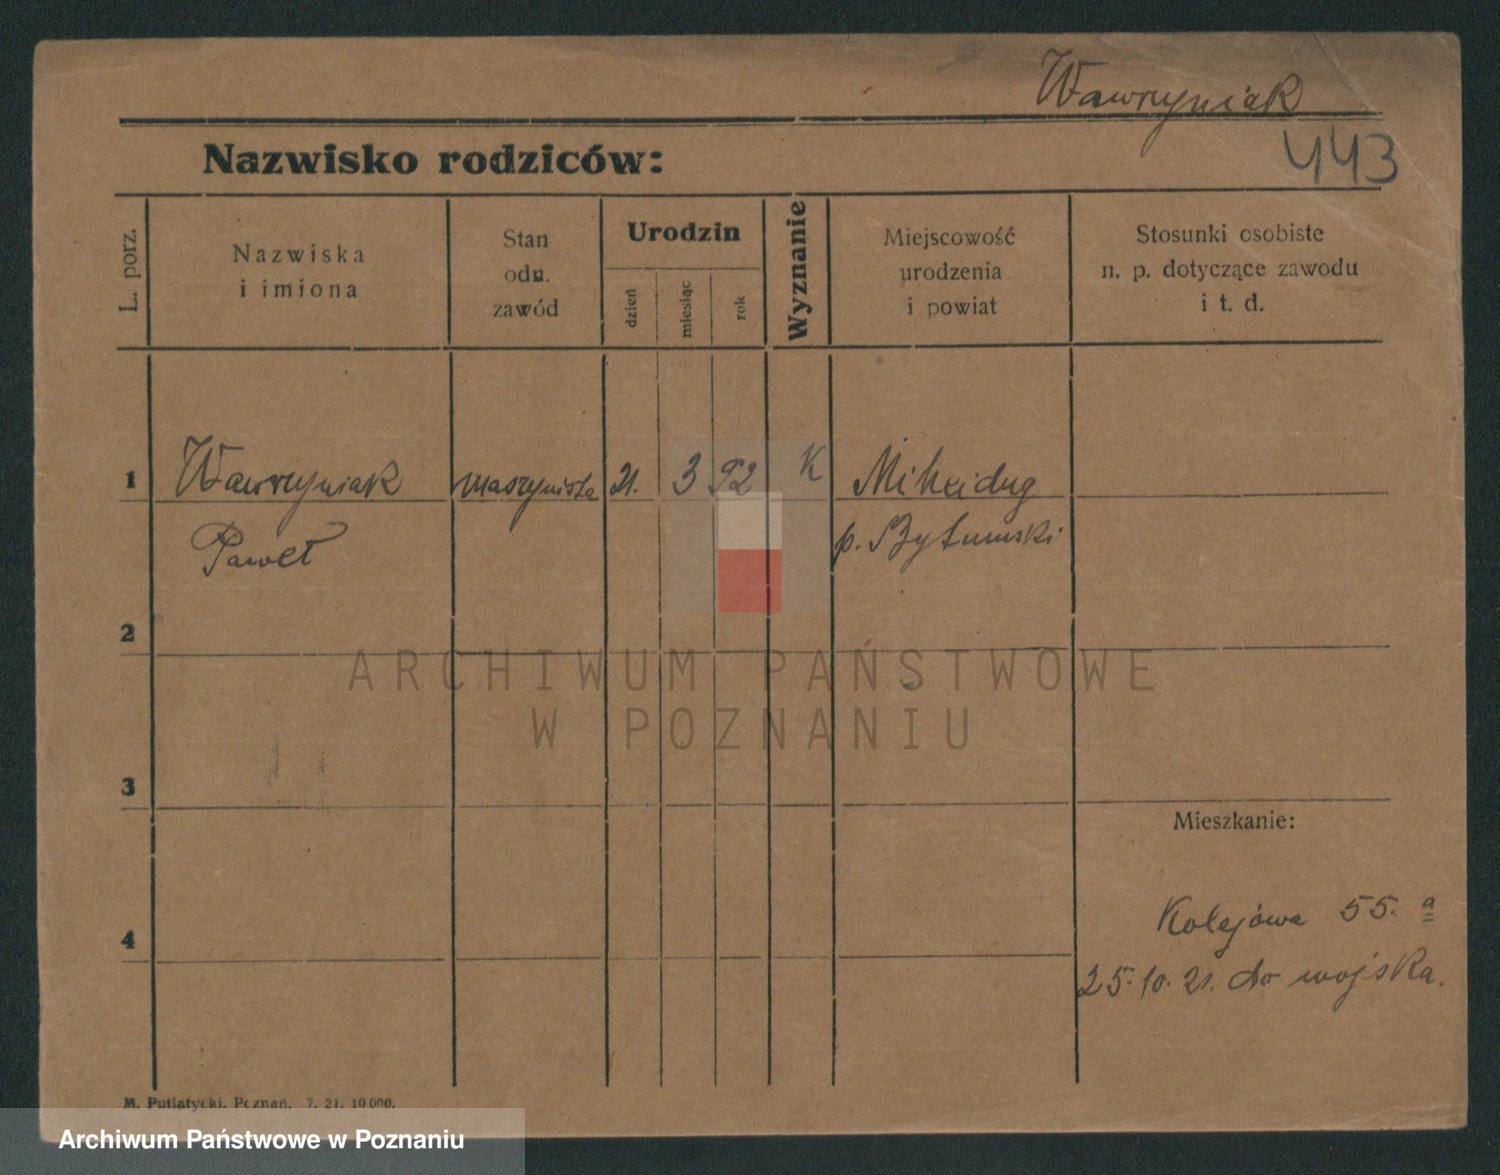 Wawrzyniak
443
Nazwisko rodziców:
L. porz.
Nazwiska
i imiona
Stan
odn.
zawód
Urodzin
dzień
miesiąc
rok
Wyznanie
Miejscowość
urodzenia
i powiat
Stosunki osobiste
n. p. dotyczące zawodu
i t. d.
1 Wawrzyniak maszynista 21. 3 92 K
Paweł p.
2
ARCHIWUM PAŃSTWOWE
W POZNANIU
3
Mieszkanie:
Kolejowa 55. a
4
25.10.21. do wojska.
M. Putiatycki, Poznań. 7. 21. 10 000.
Archiwum Państwowe w Poznaniu